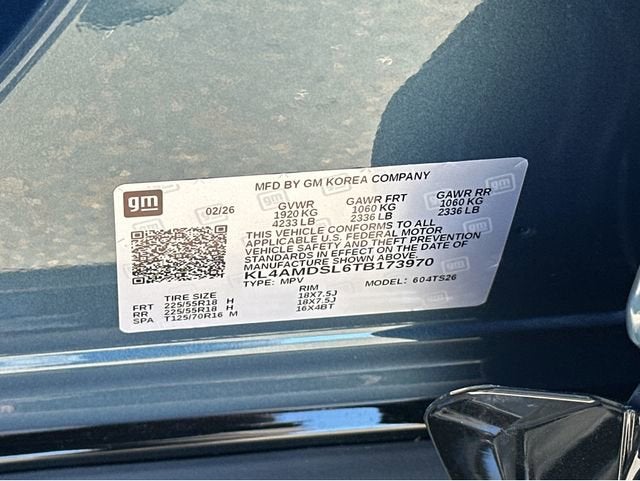 MFD BY GM KOREA COMPANY
gm
02/26
GVWR GAWR FRT GAWR RR
1920 KG 1060 KG 1060 KG
4233 LB 2336 LB 2336 LB
THIS VEHICLE CONFORMS TO ALL
APPLICABLE U.S. FEDERAL MOTOR
VEHICLE SAFETY AND THEFT PREVENTION
STANDARDS IN EFFECT ON THE DATE OF
MANUFACTURE SHOWN ABOVE.
KL4AMDSL6TB173970
TYPE: MPV MODEL: 604TS26
TIRE SIZE RIM
FRT 225/55R18 H 18X7.5J
RR 225/55R18 H 18X7.5J
SPA T125/70R16 M 16X4BT